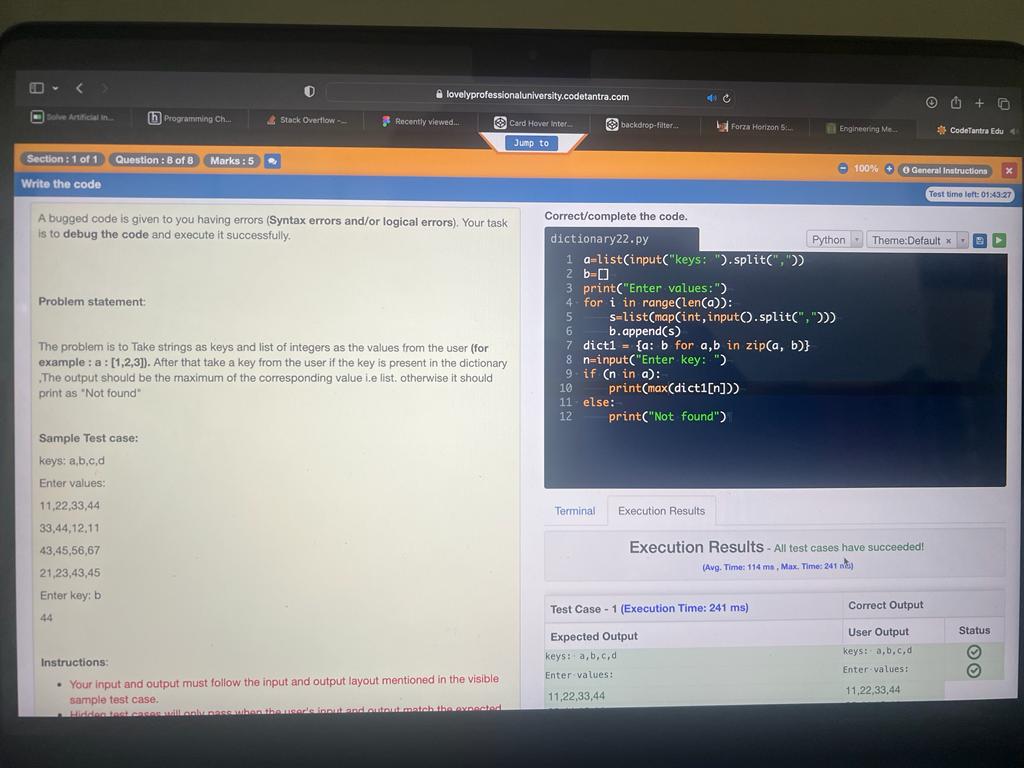 lovelyprofessionaluniversity.codetantra.com
Solve Artificial In...
Programming Ch...
Stack Overflow -...
Recently viewed...
Card Hover Inter...
backdrop-filter...
Forza Horizon 5:...
Engineering Me...
CodeTantra Edu
Jump to
Section : 1 of 1
Question : 8 of 8
Marks : 5
100%
General Instructions
Write the code
Test time left: 01:43:27
A bugged code is given to you having errors (Syntax errors and/or logical errors). Your task
is to debug the code and execute it successfully.
Problem statement:
The problem is to Take strings as keys and list of integers as the values from the user (for
example : a : [1,2,3]). After that take a key from the user if the key is present in the dictionary
,The output should be the maximum of the corresponding value i.e list. otherwise it should
print as "Not found"
Sample Test case:
keys: a,b,c,d
Enter values:
11,22,33,44
33,44,12,11
43,45,56,67
21,23,43,45
Enter key: b
44
Instructions:
• Your input and output must follow the input and output layout mentioned in the visible
sample test case.
• Hidden test cases will only pass when the user's input and output match the expected
Correct/complete the code.
dictionary22.py
Python
Theme:Default ×
1 a=list(input("keys: ").split(","))
2 b=[]
3 print("Enter values:")
4 for i in range(len(a)):
5 s=list(map(int,input().split(",")))
6 b.append(s)
7 dict1 = {a: b for a,b in zip(a, b)}
8 n=input("Enter key: ")
9 if (n in a):
10 print(max(dict1[n]))
11 else:
12 print("Not found")
Terminal
Execution Results
Execution Results - All test cases have succeeded!
(Avg. Time: 114 ms , Max. Time: 241 ms)
Test Case - 1 (Execution Time: 241 ms)
Correct Output
Expected Output
User Output
Status
keys: a,b,c,d
keys: a,b,c,d
Enter values:
Enter values:
11,22,33,44
11,22,33,44